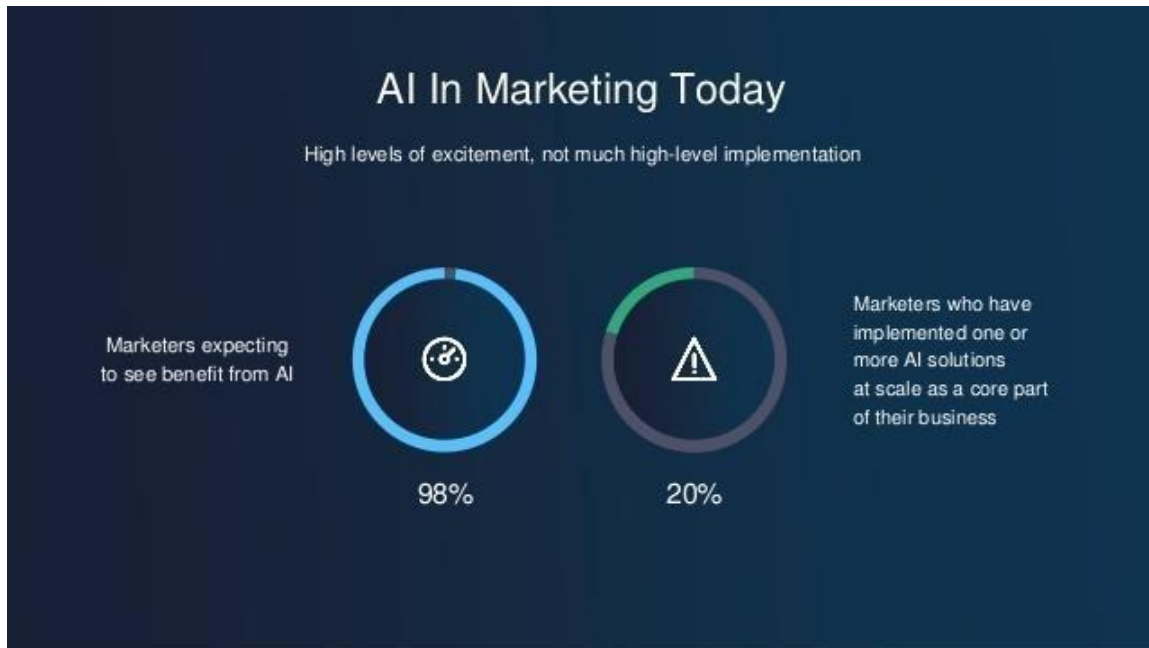 AI In Marketing Today
High levels of excitement, not much high-level implementation
Marketers expecting
to see benefit from AI
98%
20%
Marketers who have
implemented one or
more AI solutions
at scale as a core part
of their business